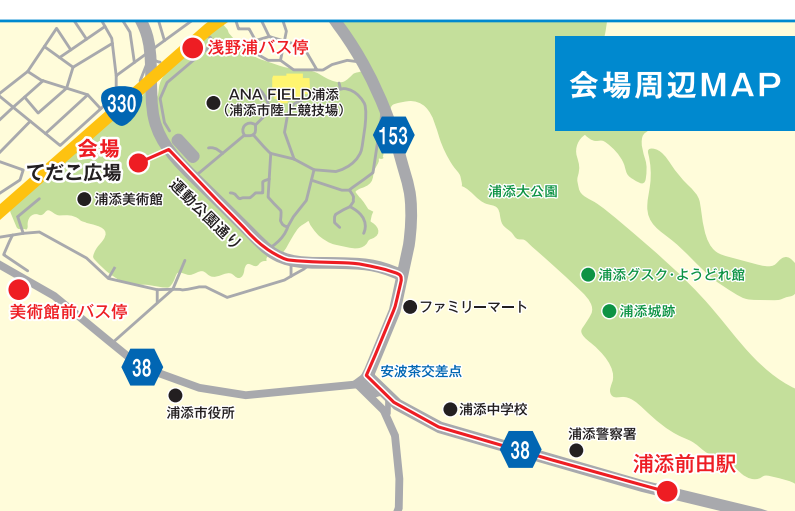 会場周辺MAP
浅野浦バス停
ANA FIELD浦添
（浦添市陸上競技場）
330
153
会場
てだこ広場
浦添美術館
運動公園通り
浦添大公園
浦添グスク・ようどれ館
浦添城跡
美術館前バス停
ファミリーマート
38
安波茶交差点
浦添市役所
浦添中学校
浦添警察署
38
浦添前田駅